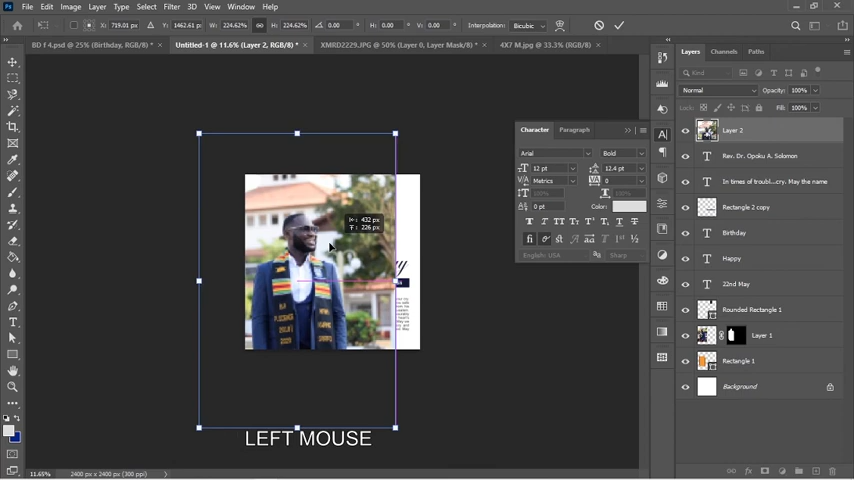 Ps File Edit Image Layer Type Select Filter 3D View Window Help
X: 719.01 px Y: 1462.61 px W: 224.62% H: 224.62% 0.00 ° H: 0.00 ° V: 0.00 ° Interpolation: Bicubic
BD f 4.psd @ 25% (Birthday, RGB/8) * × Untitled-1 @ 11.6% (Layer 2, RGB/8) * × XMRD2229.JPG @ 50% (Layer 0, Layer Mask/8) * × 4X7 M.jpg @ 33.3% (RGB/8) ×
Layers Channels Paths
Kind
Normal Opacity: 100%
Lock: Fill: 100%
Layer 2
Rev. Dr. Opoku A. Solomon
In times of troubl...cry. May the name
Rectangle 2 copy
Birthday
Happy
22nd May
Rounded Rectangle 1
Layer 1
Rectangle 1
Background
Character Paragraph
Arial Bold
12 pt 12.4 pt
Metrics 0
100% 100%
0 pt Color:
English: USA
432 px
226 px
LEFT MOUSE
11.65% 2400 px x 2400 px (300 ppi)